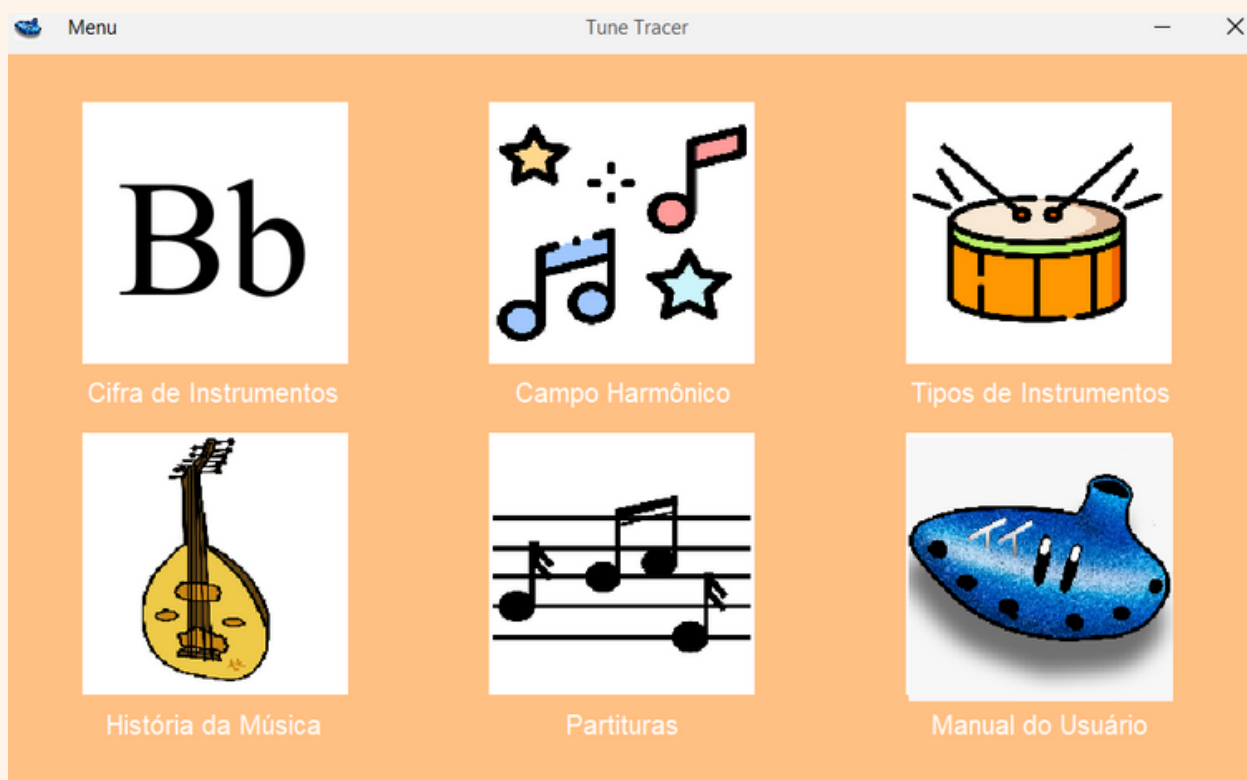 Menu
Tune Tracer
Bb
Cifra de Instrumentos
Campo Harmônico
Tipos de Instrumentos
História da Música
Partituras
Manual do Usuário